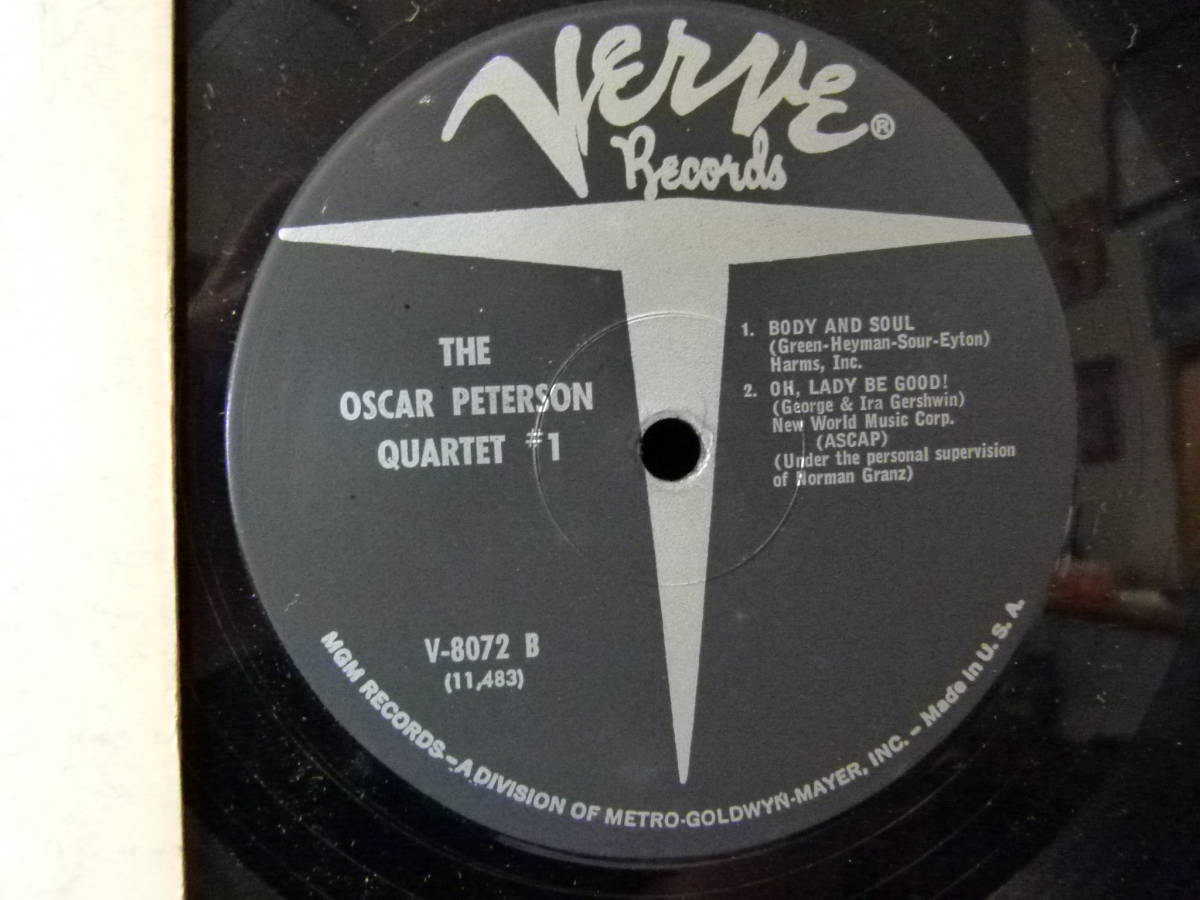 Verve ®
Records
THE
OSCAR PETERSON
QUARTET #1
1. BODY AND SOUL
(Green-Heyman-Sour-Eyton)
Harms, Inc.
2. OH, LADY BE GOOD!
(George & Ira Gershwin)
New World Music Corp.
(ASCAP)
(Under the personal supervision
of Norman Granz)
V-8072 B
(11,483)
MGM RECORDS – A DIVISION OF METRO-GOLDWYN-MAYER, INC. – Made in U. S. A.